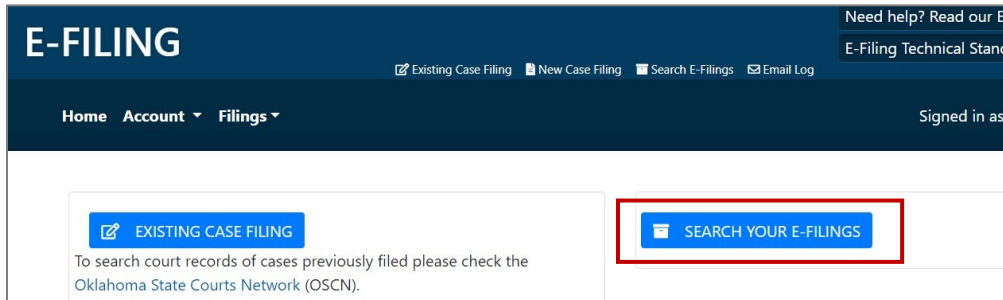 Need help? Read our E
E-FILING
E-Filing Technical Stand
Existing Case Filing New Case Filing Search E-Filings Email Log
Home Account Filings
Signed in as
EXISTING CASE FILING
SEARCH YOUR E-FILINGS
To search court records of cases previously filed please check the
Oklahoma State Courts Network (OSCN).